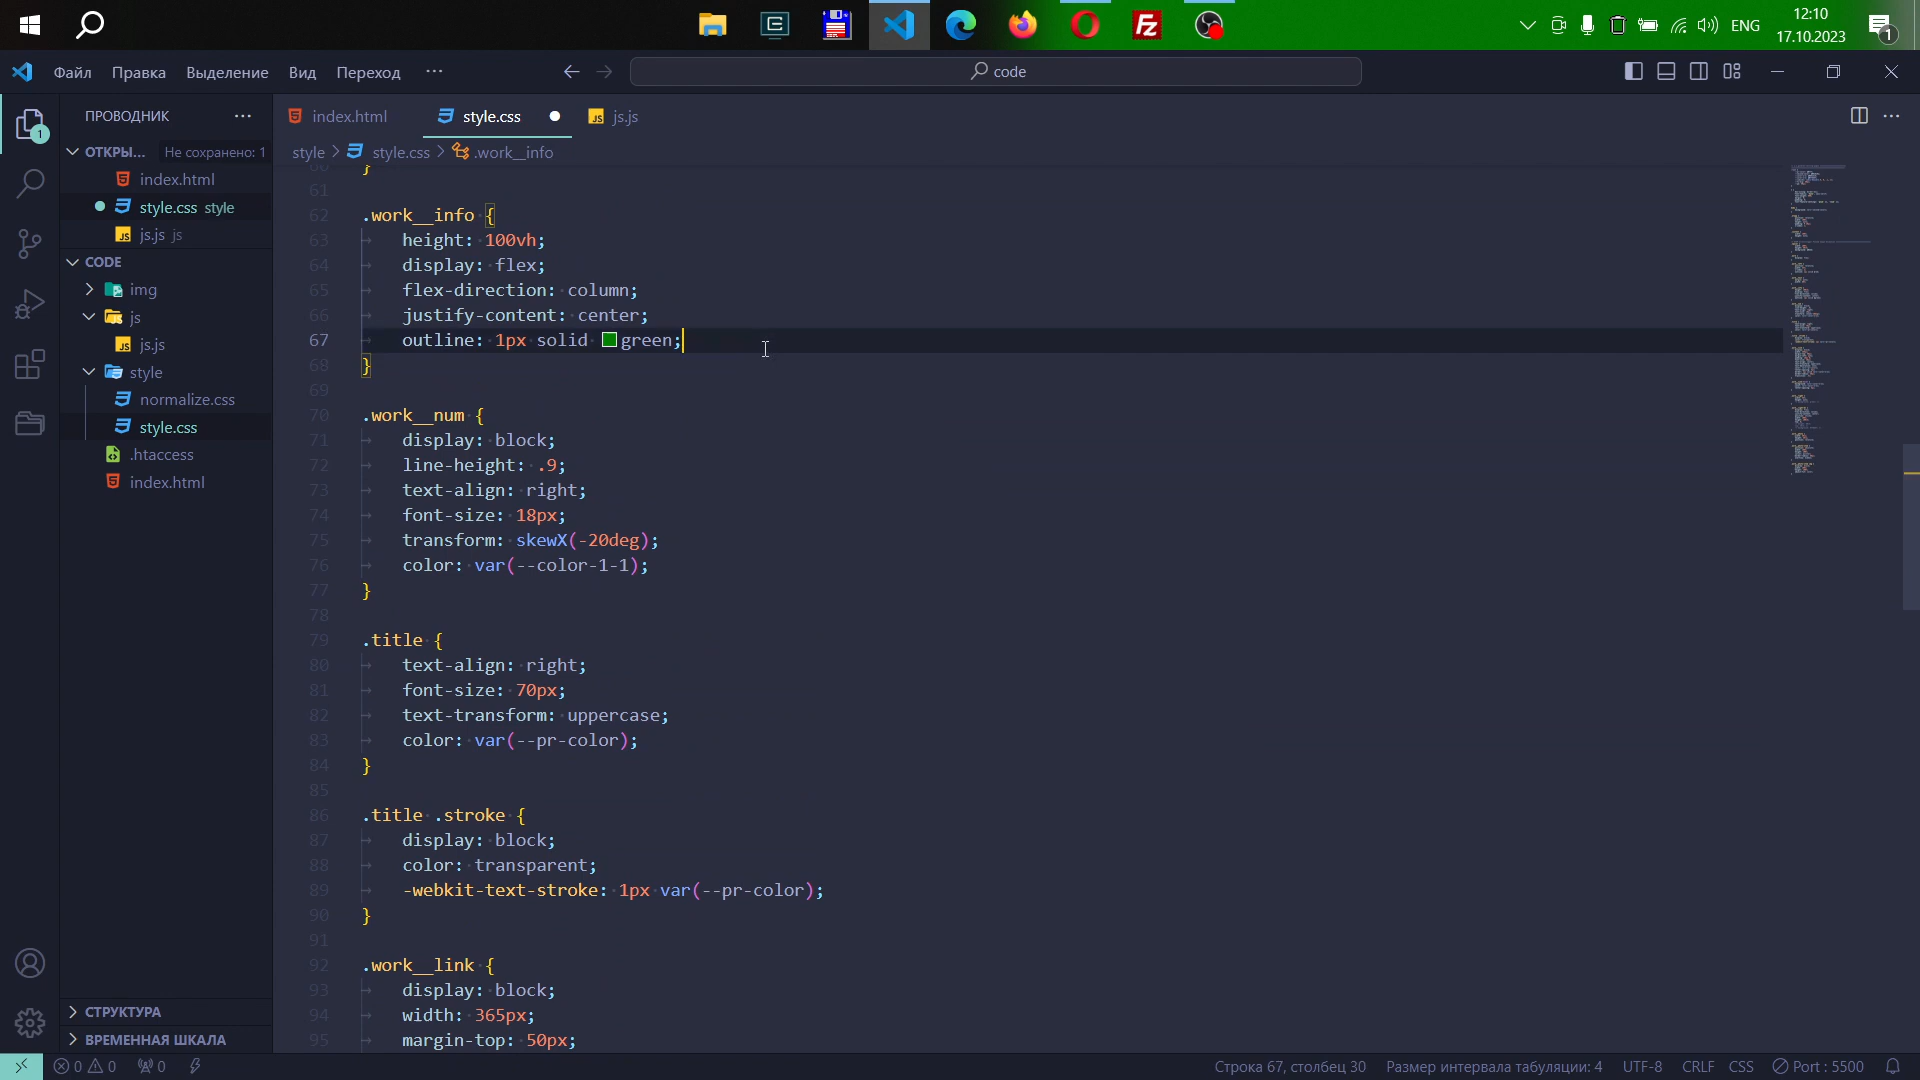 ENG
12:10
17.10.2023
1
Файл Правка Выделение Вид Переход ···
code
1
ПРОВОДНИК ···
index.html
style.css
js.js
style > style.css > .work__info
ОТКРЫ... Не сохранено: 1
index.html
style.css style
js.js js
CODE
img
js
js.js
style
normalize.css
style.css
.htaccess
index.html
СТРУКТУРА
ВРЕМЕННАЯ ШКАЛА
60 }
61
62 .work__info {
63 height: 100vh;
64 display: flex;
65 flex-direction: column;
66 justify-content: center;
67 outline: 1px solid green;
68 }
69
70 .work__num {
71 display: block;
72 line-height: .9;
73 text-align: right;
74 font-size: 18px;
75 transform: skewX(-20deg);
76 color: var(--color-1-1);
77 }
78
79 .title {
80 text-align: right;
81 font-size: 70px;
82 text-transform: uppercase;
83 color: var(--pr-color);
84 }
85
86 .title .stroke {
87 display: block;
88 color: transparent;
89 -webkit-text-stroke: 1px var(--pr-color);
90 }
91
92 .work__link {
93 display: block;
94 width: 365px;
95 margin-top: 50px;
0 0 0
Строка 67, столбец 30 Размер интервала табуляции: 4 UTF-8 CRLF CSS Port : 5500